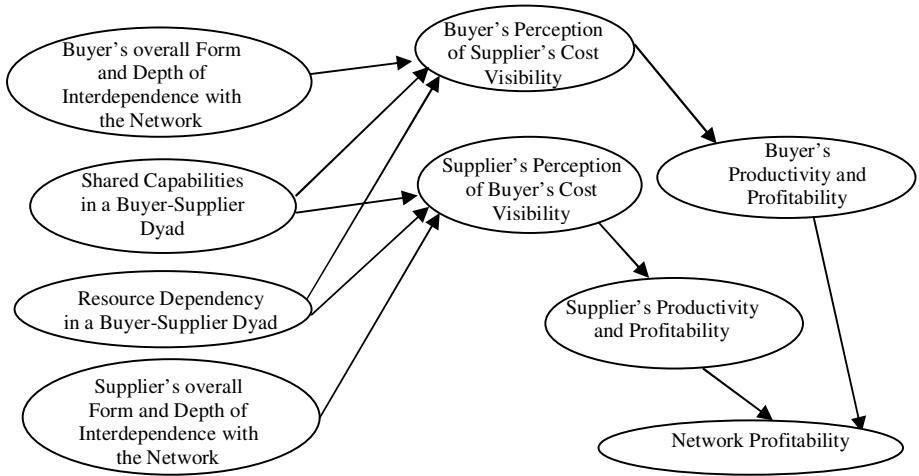 Buyer’s overall Form
and Depth of
Interdependence with
the Network
Buyer’s Perception
of Supplier’s Cost
Visibility
Shared Capabilities
in a Buyer-Supplier
Dyad
Supplier’s Perception
of Buyer’s Cost
Visibility
Buyer’s
Productivity and
Profitability
Resource Dependency
in a Buyer-Supplier Dyad
Supplier’s Productivity
and Profitability
Supplier’s overall
Form and Depth of
Interdependence with
the Network
Network Profitability